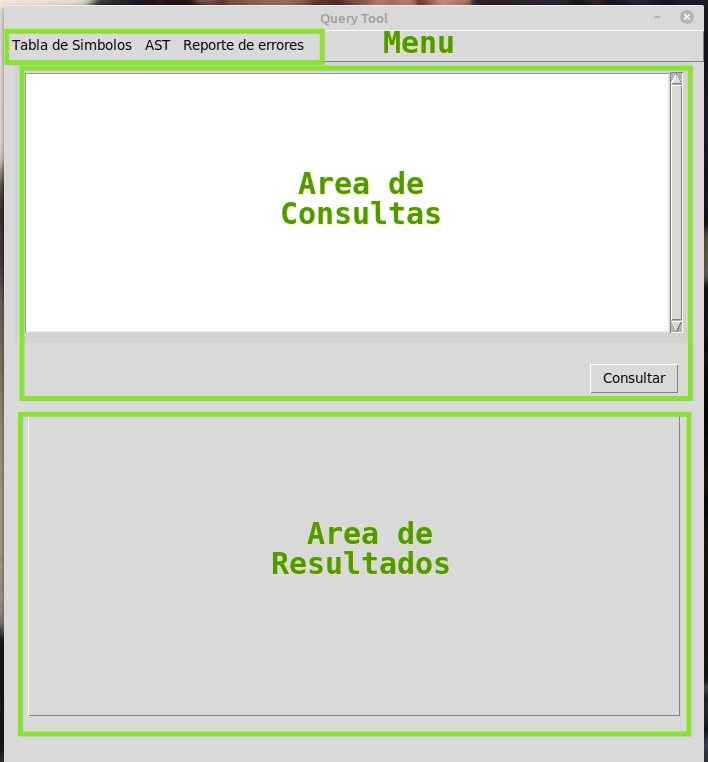 Query Tool
Tabla de Simbolos AST Reporte de errores
Menu
Area de
Consultas
Consultar
Area de
Resultados